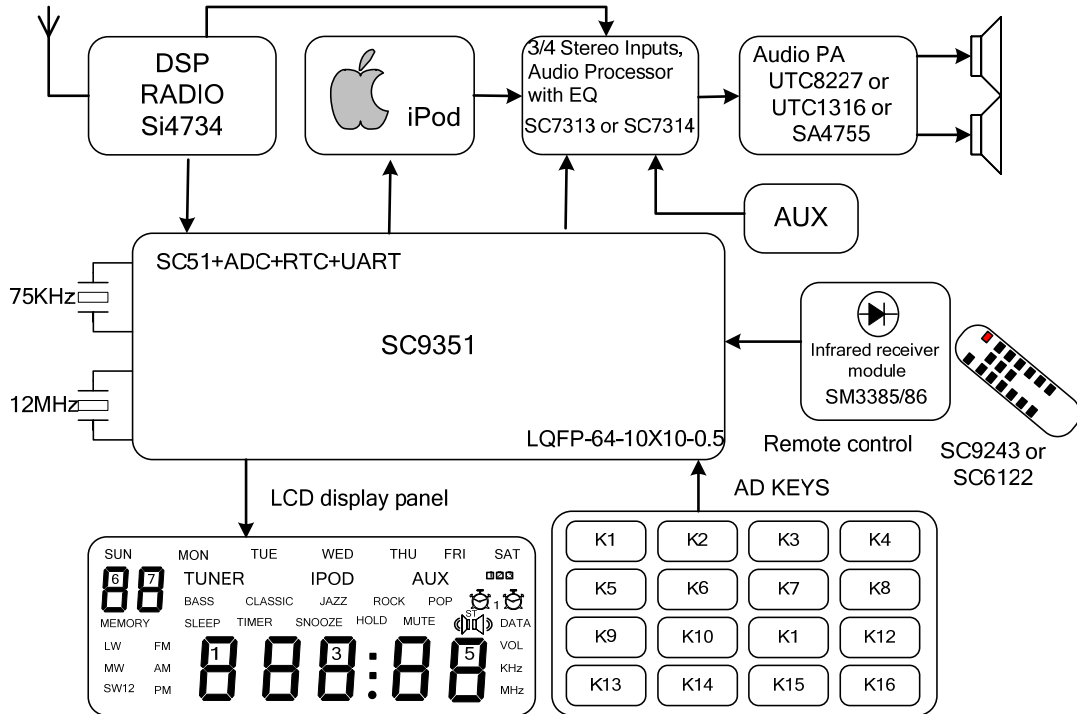 DSP
RADIO
Si4734
iPod
3/4 Stereo Inputs,
Audio Processor
with EQ
SC7313 or SC7314
Audio PA
UTC8227 or
UTC1316 or
SA4755
AUX
SC51+ADC+RTC+UART
75KHz
12MHz
SC9351
LQFP-64-10X10-0.5
Infrared receiver
module
SM3385/86
Remote control
SC9243 or
SC6122
LCD display panel
AD KEYS
SUN MON TUE WED THU FRI SAT
6 7 TUNER IPOD AUX 1 2 3
BASS CLASSIC JAZZ ROCK POP 1
MEMORY SLEEP TIMER SNOOZE HOLD MUTE ST DATA
LW FM 1 3 5 VOL
MW AM KHz
SW12 PM MHz
K1 K2 K3 K4
K5 K6 K7 K8
K9 K10 K1 K12
K13 K14 K15 K16